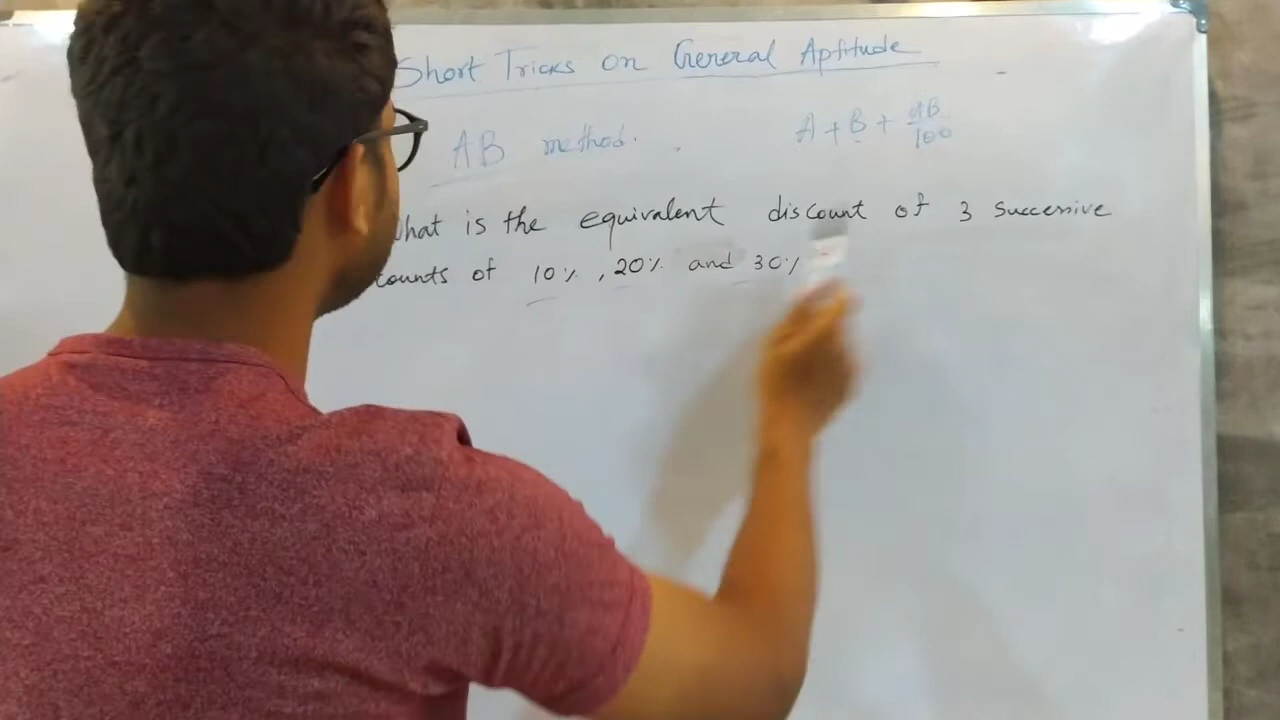 Short Tricks on General Aptitude
AB method. A + B + AB/100
hat is the equivalent discount of 3 successive
counts of 10%, 20% and 30%